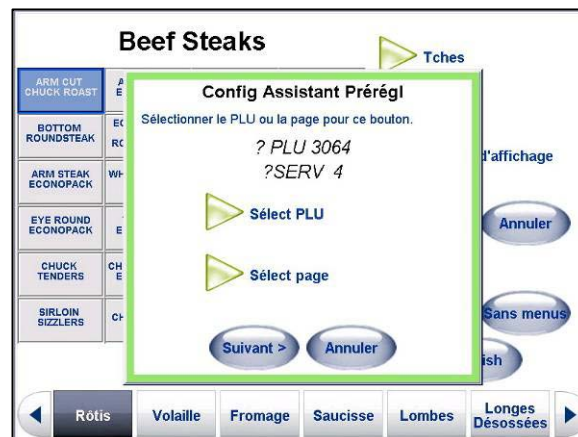 Beef Steaks
Tches
ARM CUT
CHUCK ROAST
BOTTOM
ROUNDSTEAK
ARM STEAK
ECONOPACK
EYE ROUND
ECONOPACK
CHUCK
TENDERS
SIRLOIN
SIZZLERS
Config Assistant Prérégl
Sélectionner le PLU ou la page pour ce bouton.
? PLU 3064
?SERV 4
Sélect PLU
Sélect page
Suivant >
Annuler
d'affichage
Annuler
Sans menus
Rôtis
Volaille
Fromage
Saucisse
Lombes
Longes
Désossées